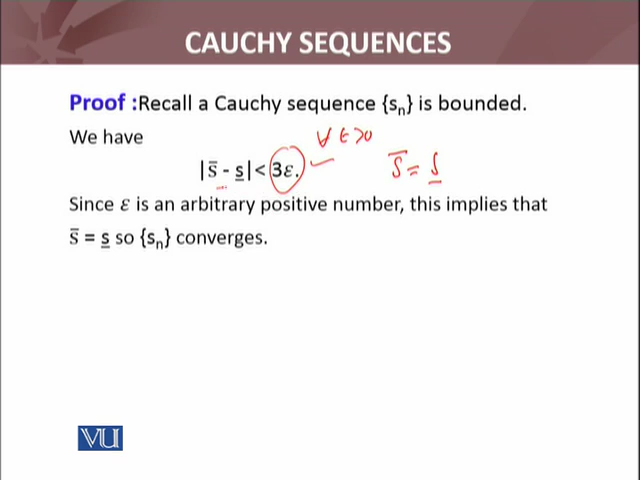 CAUCHY SEQUENCES
Proof :Recall a Cauchy sequence {sₙ} is bounded.
We have
∀ ε>0
|s̅ - s̲| < 3ε.
s̅ = s̲
Since ε is an arbitrary positive number, this implies that
s̅ = s̲ so {sₙ} converges.
VU